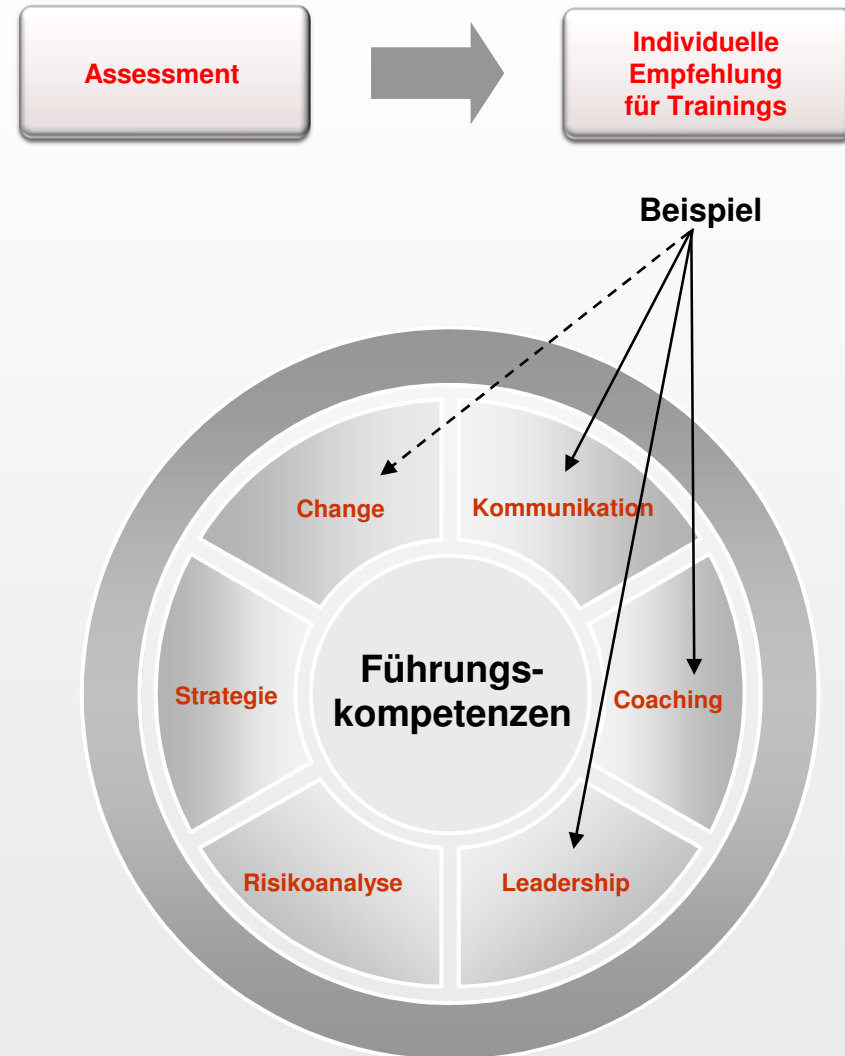 Assessment
Individuelle
Empfehlung
für Trainings
Beispiel
Change
Kommunikation
Strategie
Führungs-
kompetenzen
Coaching
Risikoanalyse
Leadership